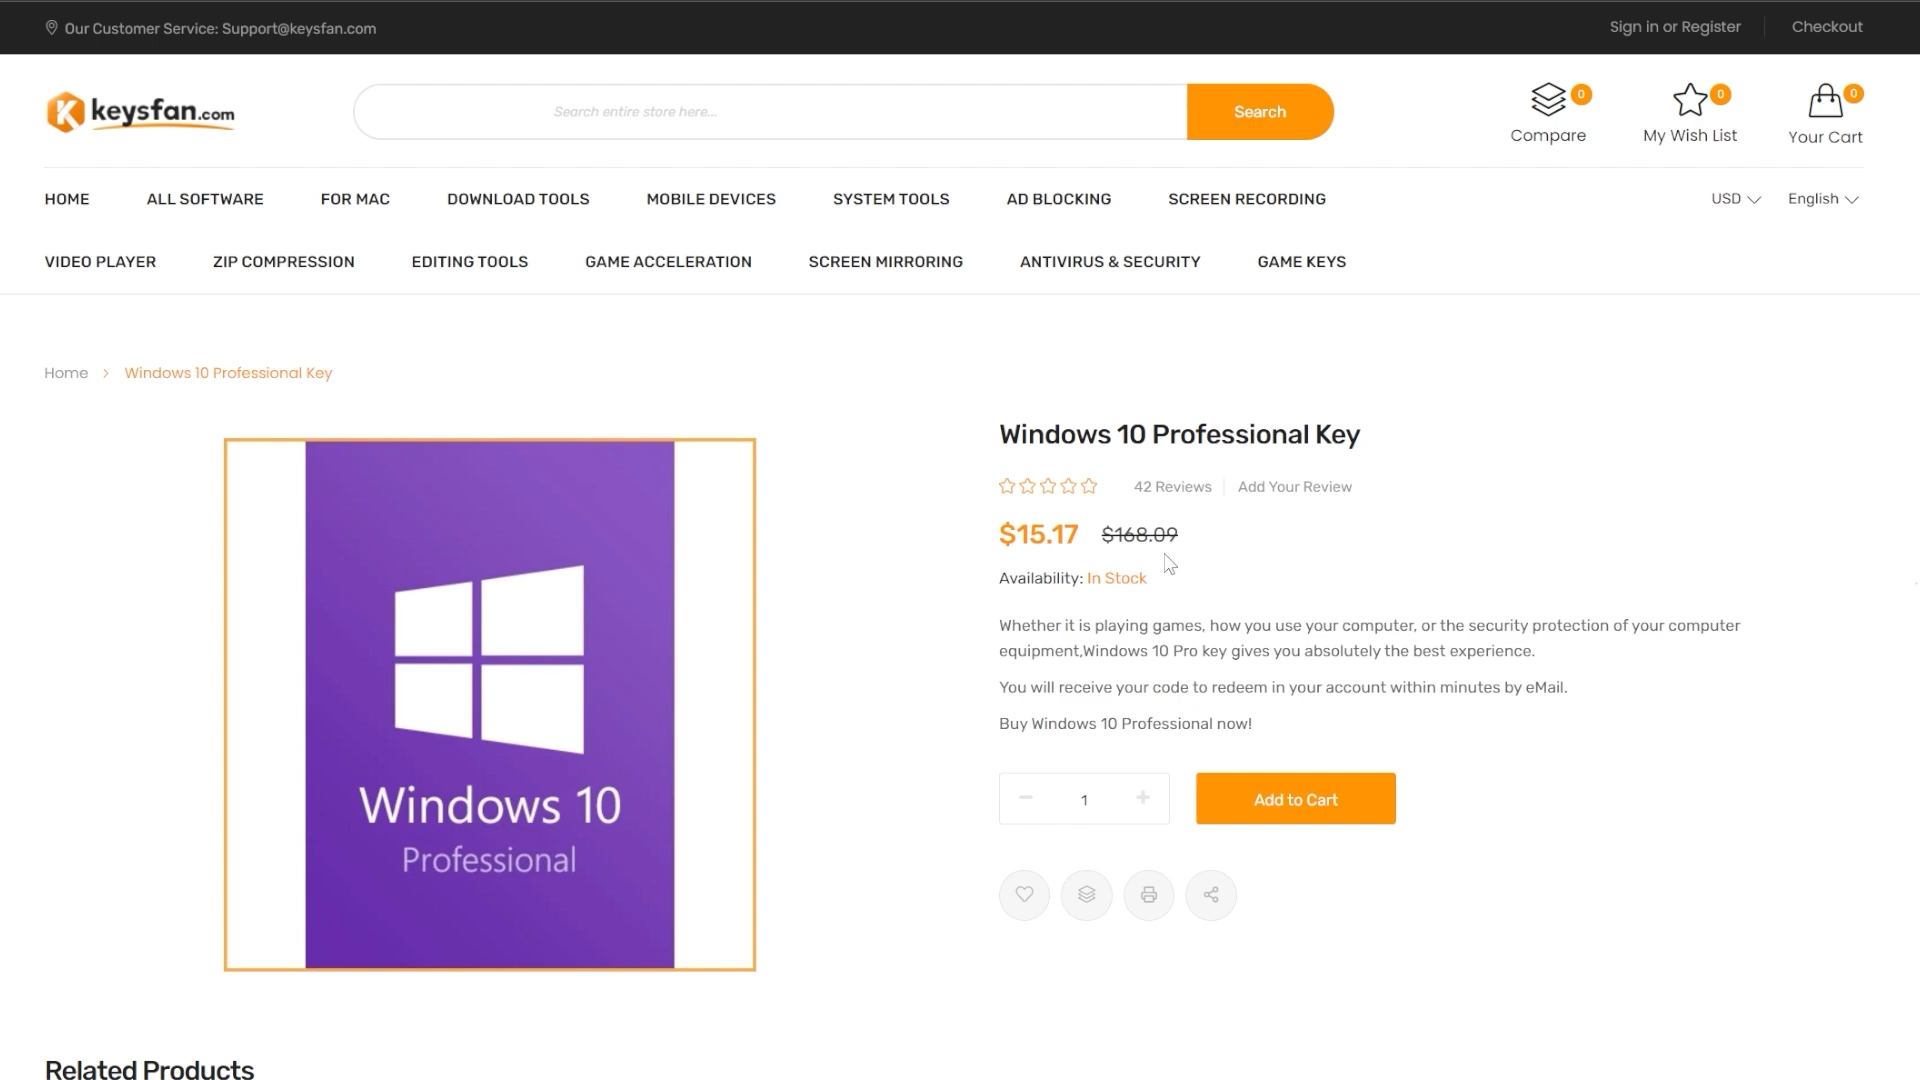 Our Customer Service: Support@keysfan.com
Sign in or Register
Checkout
keysfan.com
Search entire store here...
Search
0
0
0
Compare
My Wish List
Your Cart
HOME
ALL SOFTWARE
FOR MAC
DOWNLOAD TOOLS
MOBILE DEVICES
SYSTEM TOOLS
AD BLOCKING
SCREEN RECORDING
USD
English
VIDEO PLAYER
ZIP COMPRESSION
EDITING TOOLS
GAME ACCELERATION
SCREEN MIRRORING
ANTIVIRUS & SECURITY
GAME KEYS
Home > Windows 10 Professional Key
Windows 10
Professional
Windows 10 Professional Key
42 Reviews
Add Your Review
$15.17 $168.09
Availability: In Stock
Whether it is playing games, how you use your computer, or the security protection of your computer
equipment,Windows 10 Pro key gives you absolutely the best experience.
You will receive your code to redeem in your account within minutes by eMail.
Buy Windows 10 Professional now!
1
Add to Cart
Related Products